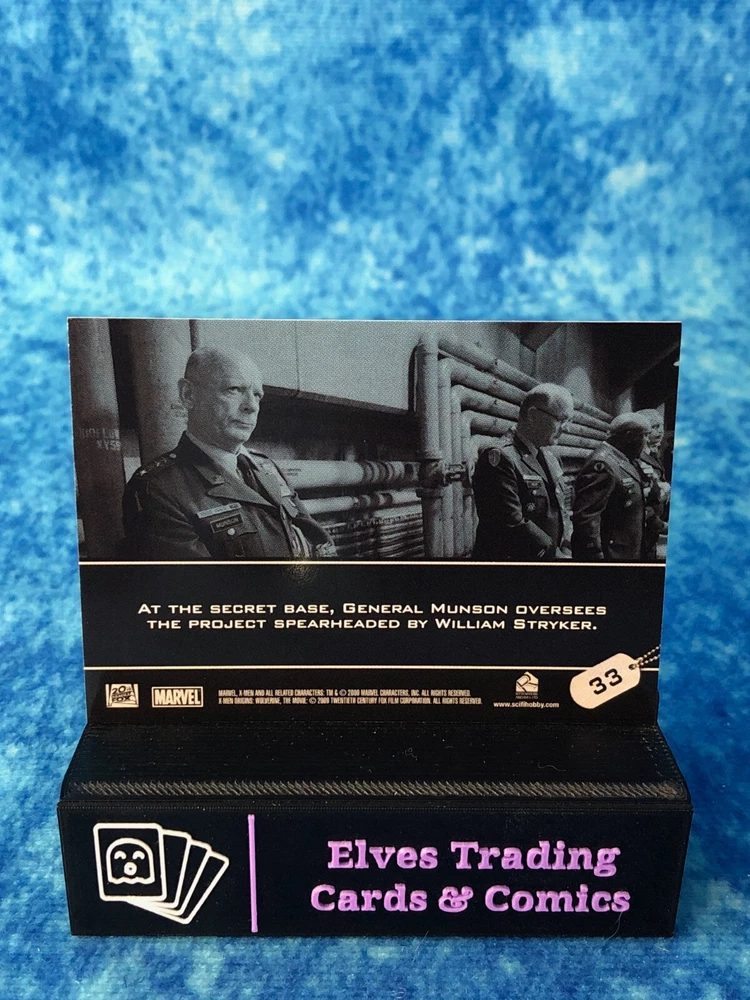 MUNSON
At the secret base, General Munson oversees
the project spearheaded by William Stryker.
20th Century Fox
MARVEL
MARVEL, X-MEN AND ALL RELATED CHARACTERS: TM & © 2009 MARVEL CHARACTERS, INC. ALL RIGHTS RESERVED.
X-MEN ORIGINS: WOLVERINE, THE MOVIE: © 2009 TWENTIETH CENTURY FOX FILM CORPORATION. ALL RIGHTS RESERVED.
www.scifihobby.com
33
Elves Trading
Cards & Comics